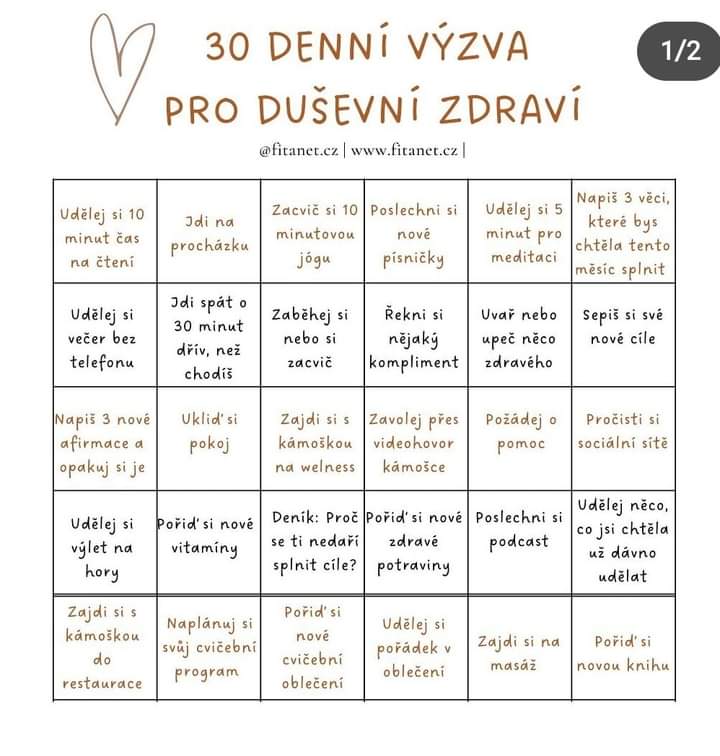 30 DENNÍ VÝZVA
PRO DUŠEVNÍ ZDRAVÍ
1/2
@fitanet.cz | www.fitanet.cz |
Udělej si 10
minut čas
na čtení
Jdi na
procházku
Zacvič si 10
minutovou
jógu
Poslechni si
nové
písničky
Udělej si 5
minut pro
meditaci
Napiš 3 věci,
které bys
chtěla tento
měsíc splnit
Udělej si
večer bez
telefonu
Jdi spát o
30 minut
dřív, než
chodíš
Zaběhej si
nebo si
zacvič
Řekni si
nějaký
kompliment
Uvař nebo
upeč něco
zdravého
Sepiš si své
nové cíle
Napiš 3 nové
afirmace a
opakuj si je
Ukliď si
pokoj
Zajdi si s
kámoškou
na welness
Zavolej přes
videohovor
kámošce
Požádej o
pomoc
Pročisti si
sociální sítě
Udělej si
výlet na
hory
Pořiď si nové
vitamíny
Deník: Proč
se ti nedaří
splnit cíle?
Pořiď si nové
zdravé
potraviny
Poslechni si
podcast
Udělej něco,
co jsi chtěla
už dávno
udělat
Zajdi si s
kámoškou
do
restaurace
Naplánuj si
svůj cvičební
program
Pořiď si
nové
cvičební
oblečení
Udělej si
pořádek v
oblečení
Zajdi si na
masáž
Pořiď si
novou knihu